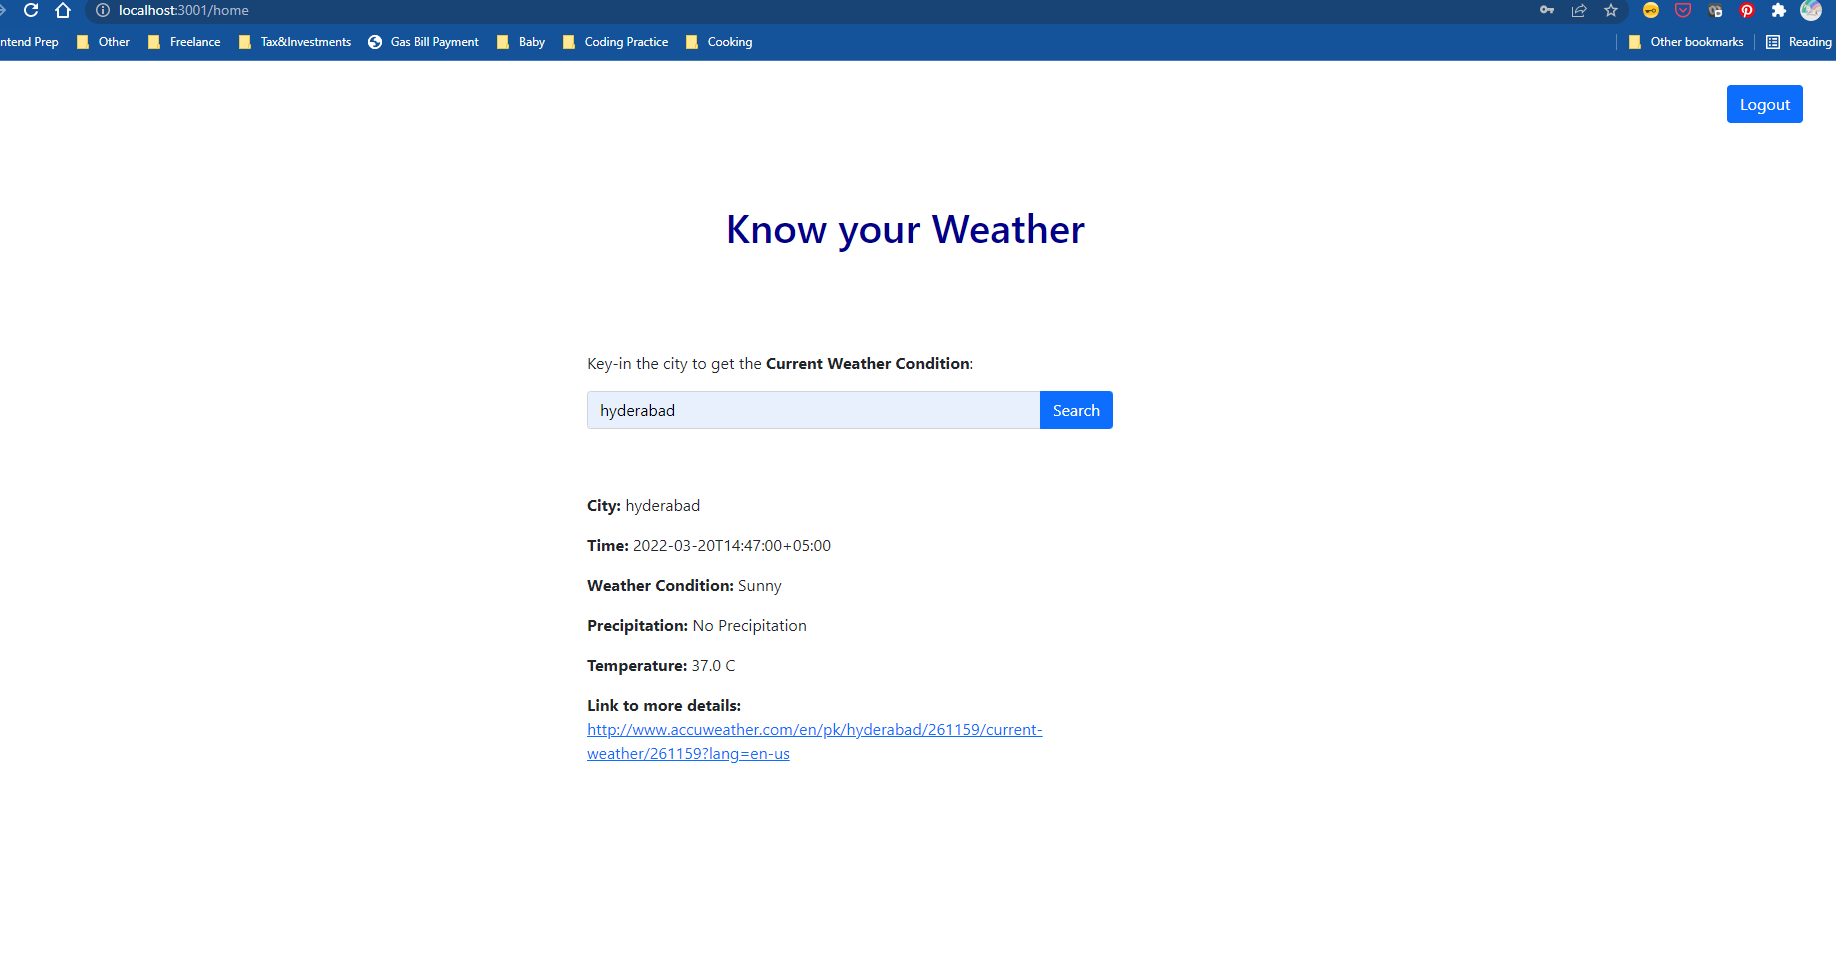 localhost:3001/home
ntend Prep Other Freelance Tax&Investments Gas Bill Payment Baby Coding Practice Cooking Other bookmarks Reading
Logout
Know your Weather
Key-in the city to get the Current Weather Condition:
hyderabad Search
City: hyderabad
Time: 2022-03-20T14:47:00+05:00
Weather Condition: Sunny
Precipitation: No Precipitation
Temperature: 37.0 C
Link to more details:
http://www.accuweather.com/en/pk/hyderabad/261159/current-
weather/261159?lang=en-us